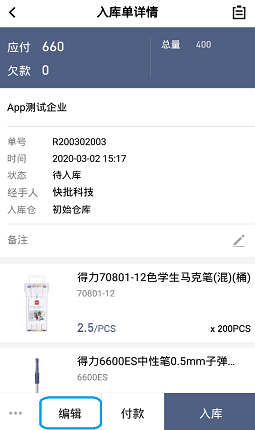 入库单详情
应付 660 总量 400
欠款 0
App测试企业
单号 R200302003
时间 2020-03-02 15:17
状态 待入库
经手人 快批科技
入库仓 初始仓库
备注
得力70801-12色学生马克笔(混)(桶)
70801-12
2.5/PCS x 200PCS
得力6600ES中性笔0.5mm子弹...
6600ES
编辑 付款 入库